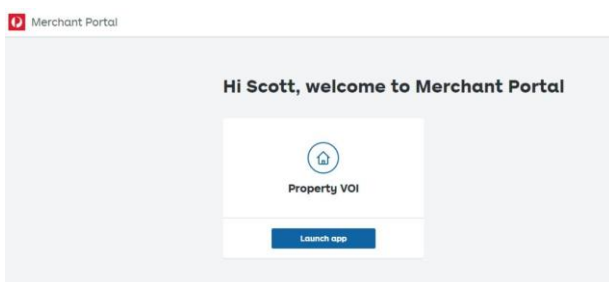 Merchant Portal
Hi Scott, welcome to Merchant Portal
Property VOI
Launch app